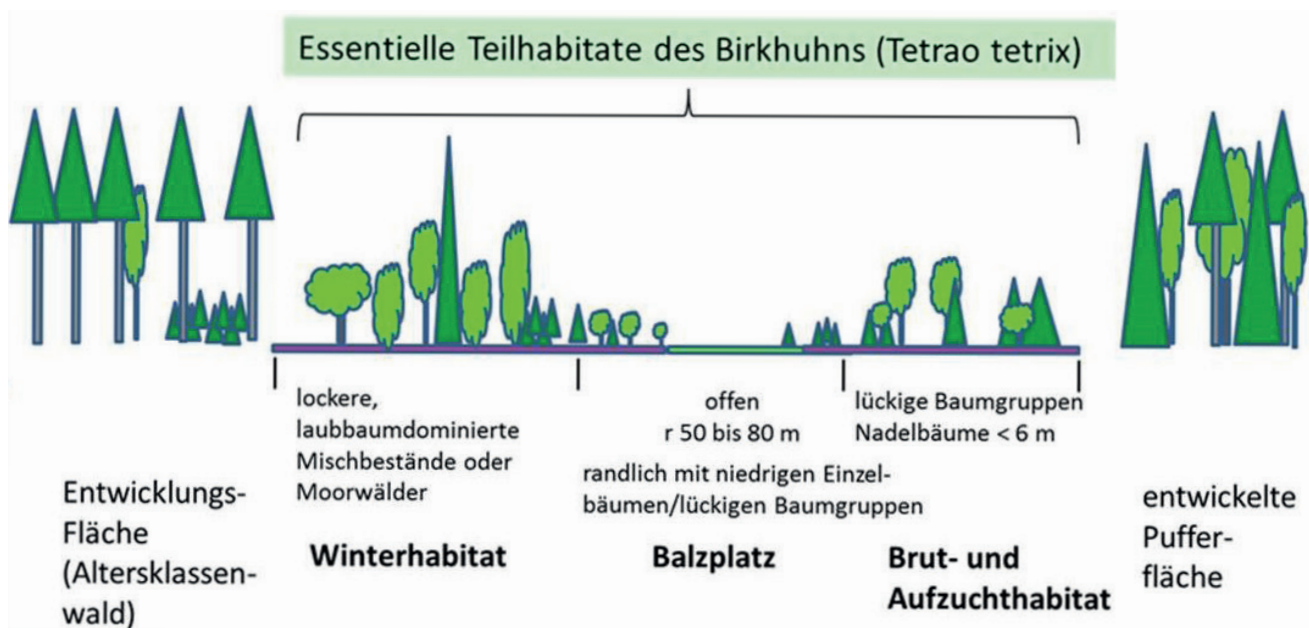 Essentielle Teilhabitate des Birkhuhns (Tetrao tetrix)
lockere,
laubbaumdominierte
Mischbestände oder
Moorwälder
offen
r 50 bis 80 m
randlich mit niedrigen Einzel-
bäumen/lückigen Baumgruppen
lückige Baumgruppen
Nadelbäume < 6 m
Entwicklungs-
Fläche
(Altersklassen-
wald)
Winterhabitat
Balzplatz
Brut- und
Aufzuchthabitat
entwickelte
Puffer-
fläche